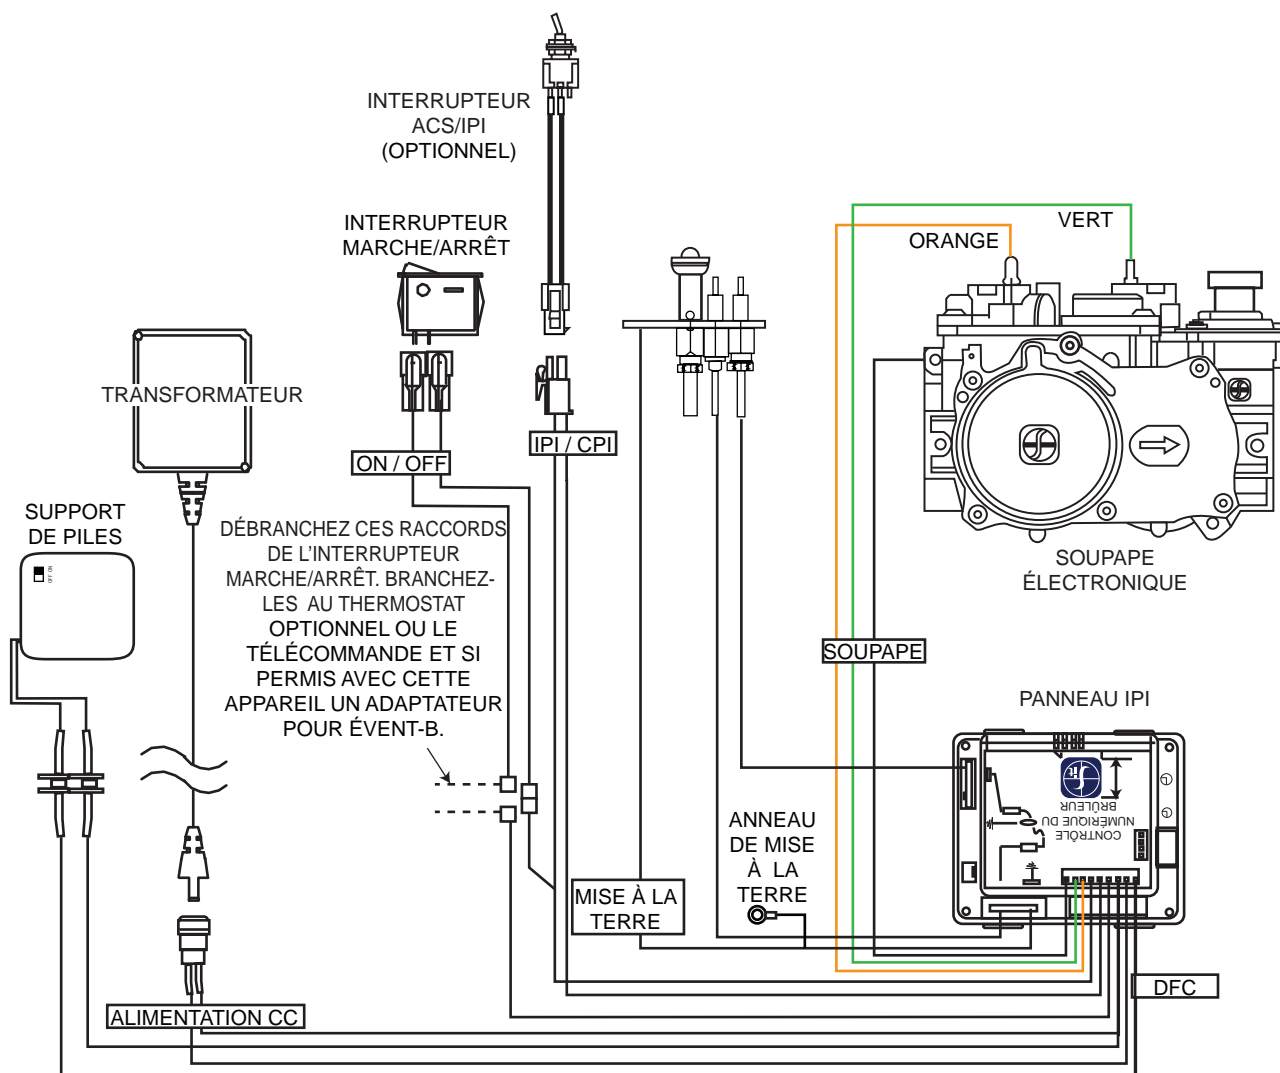 INTERRUPTEUR
ACS/IPI
(OPTIONNEL)
INTERRUPTEUR
MARCHE/ARRÊT
VERT
ORANGE
TRANSFORMATEUR
ON / OFF
IPI / CPI
SUPPORT
DE PILES
OFF ON
DÉBRANCHEZ CES RACCORDS
DE L'INTERRUPTEUR
MARCHE/ARRÊT. BRANCHEZ-
LES AU THERMOSTAT
OPTIONNEL OU LE
TÉLÉCOMMANDE ET SI
PERMIS AVEC CETTE
APPAREIL UN ADAPTATEUR
POUR ÉVENT-B.
SOUPAPE
ÉLECTRONIQUE
SOUPAPE
PANNEAU IPI
fit
CONTRÔLE
NUMÉRIQUE DU
BRÛLEUR
ANNEAU
DE MISE
À LA
TERRE
MISE À LA
TERRE
DFC
ALIMENTATION CC